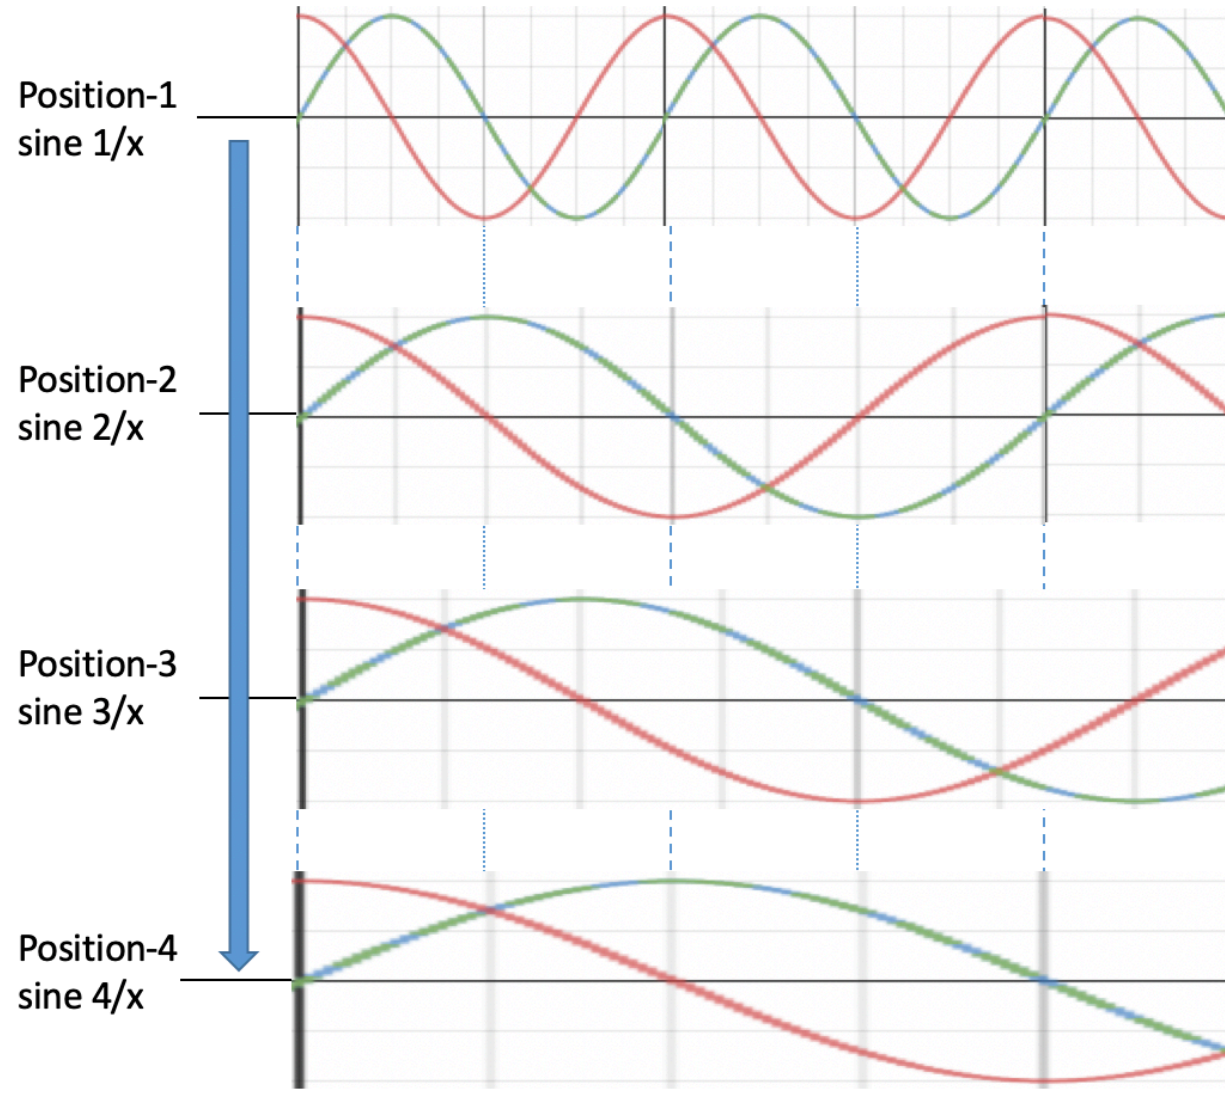 Position-1
sine 1/x
Position-2
sine 2/x
Position-3
sine 3/x
Position-4
sine 4/x